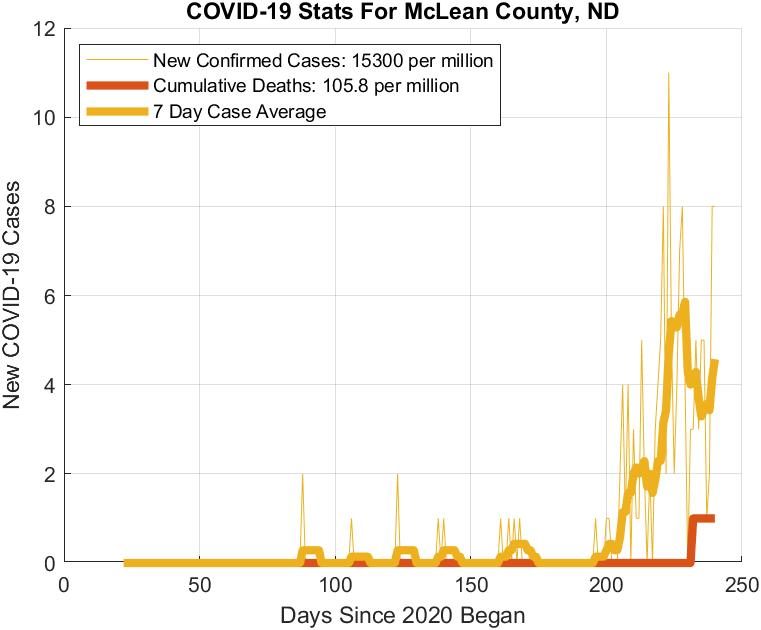 COVID-19 Stats For McLean County, ND
New Confirmed Cases: 15300 per million
Cumulative Deaths: 105.8 per million
7 Day Case Average
New COVID-19 Cases
12
10
8
6
4
2
0
0 50 100 150 200 250
Days Since 2020 Began